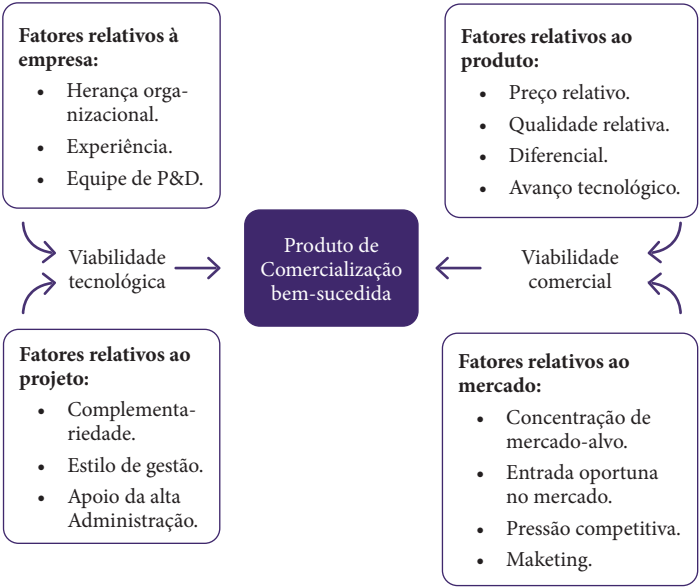 Fatores relativos à
empresa:
• Herança orga-
nizacional.
• Experiência.
• Equipe de P&D.
Fatores relativos ao
produto:
• Preço relativo.
• Qualidade relativa.
• Diferencial.
• Avanço tecnológico.
Viabilidade
tecnológica
Produto de
Comercialização
bem-sucedida
Viabilidade
comercial
Fatores relativos ao
projeto:
• Complementa-
riedade.
• Estilo de gestão.
• Apoio da alta
Administração.
Fatores relativos ao
mercado:
• Concentração de
mercado-alvo.
• Entrada oportuna
no mercado.
• Pressão competitiva.
• Maketing.